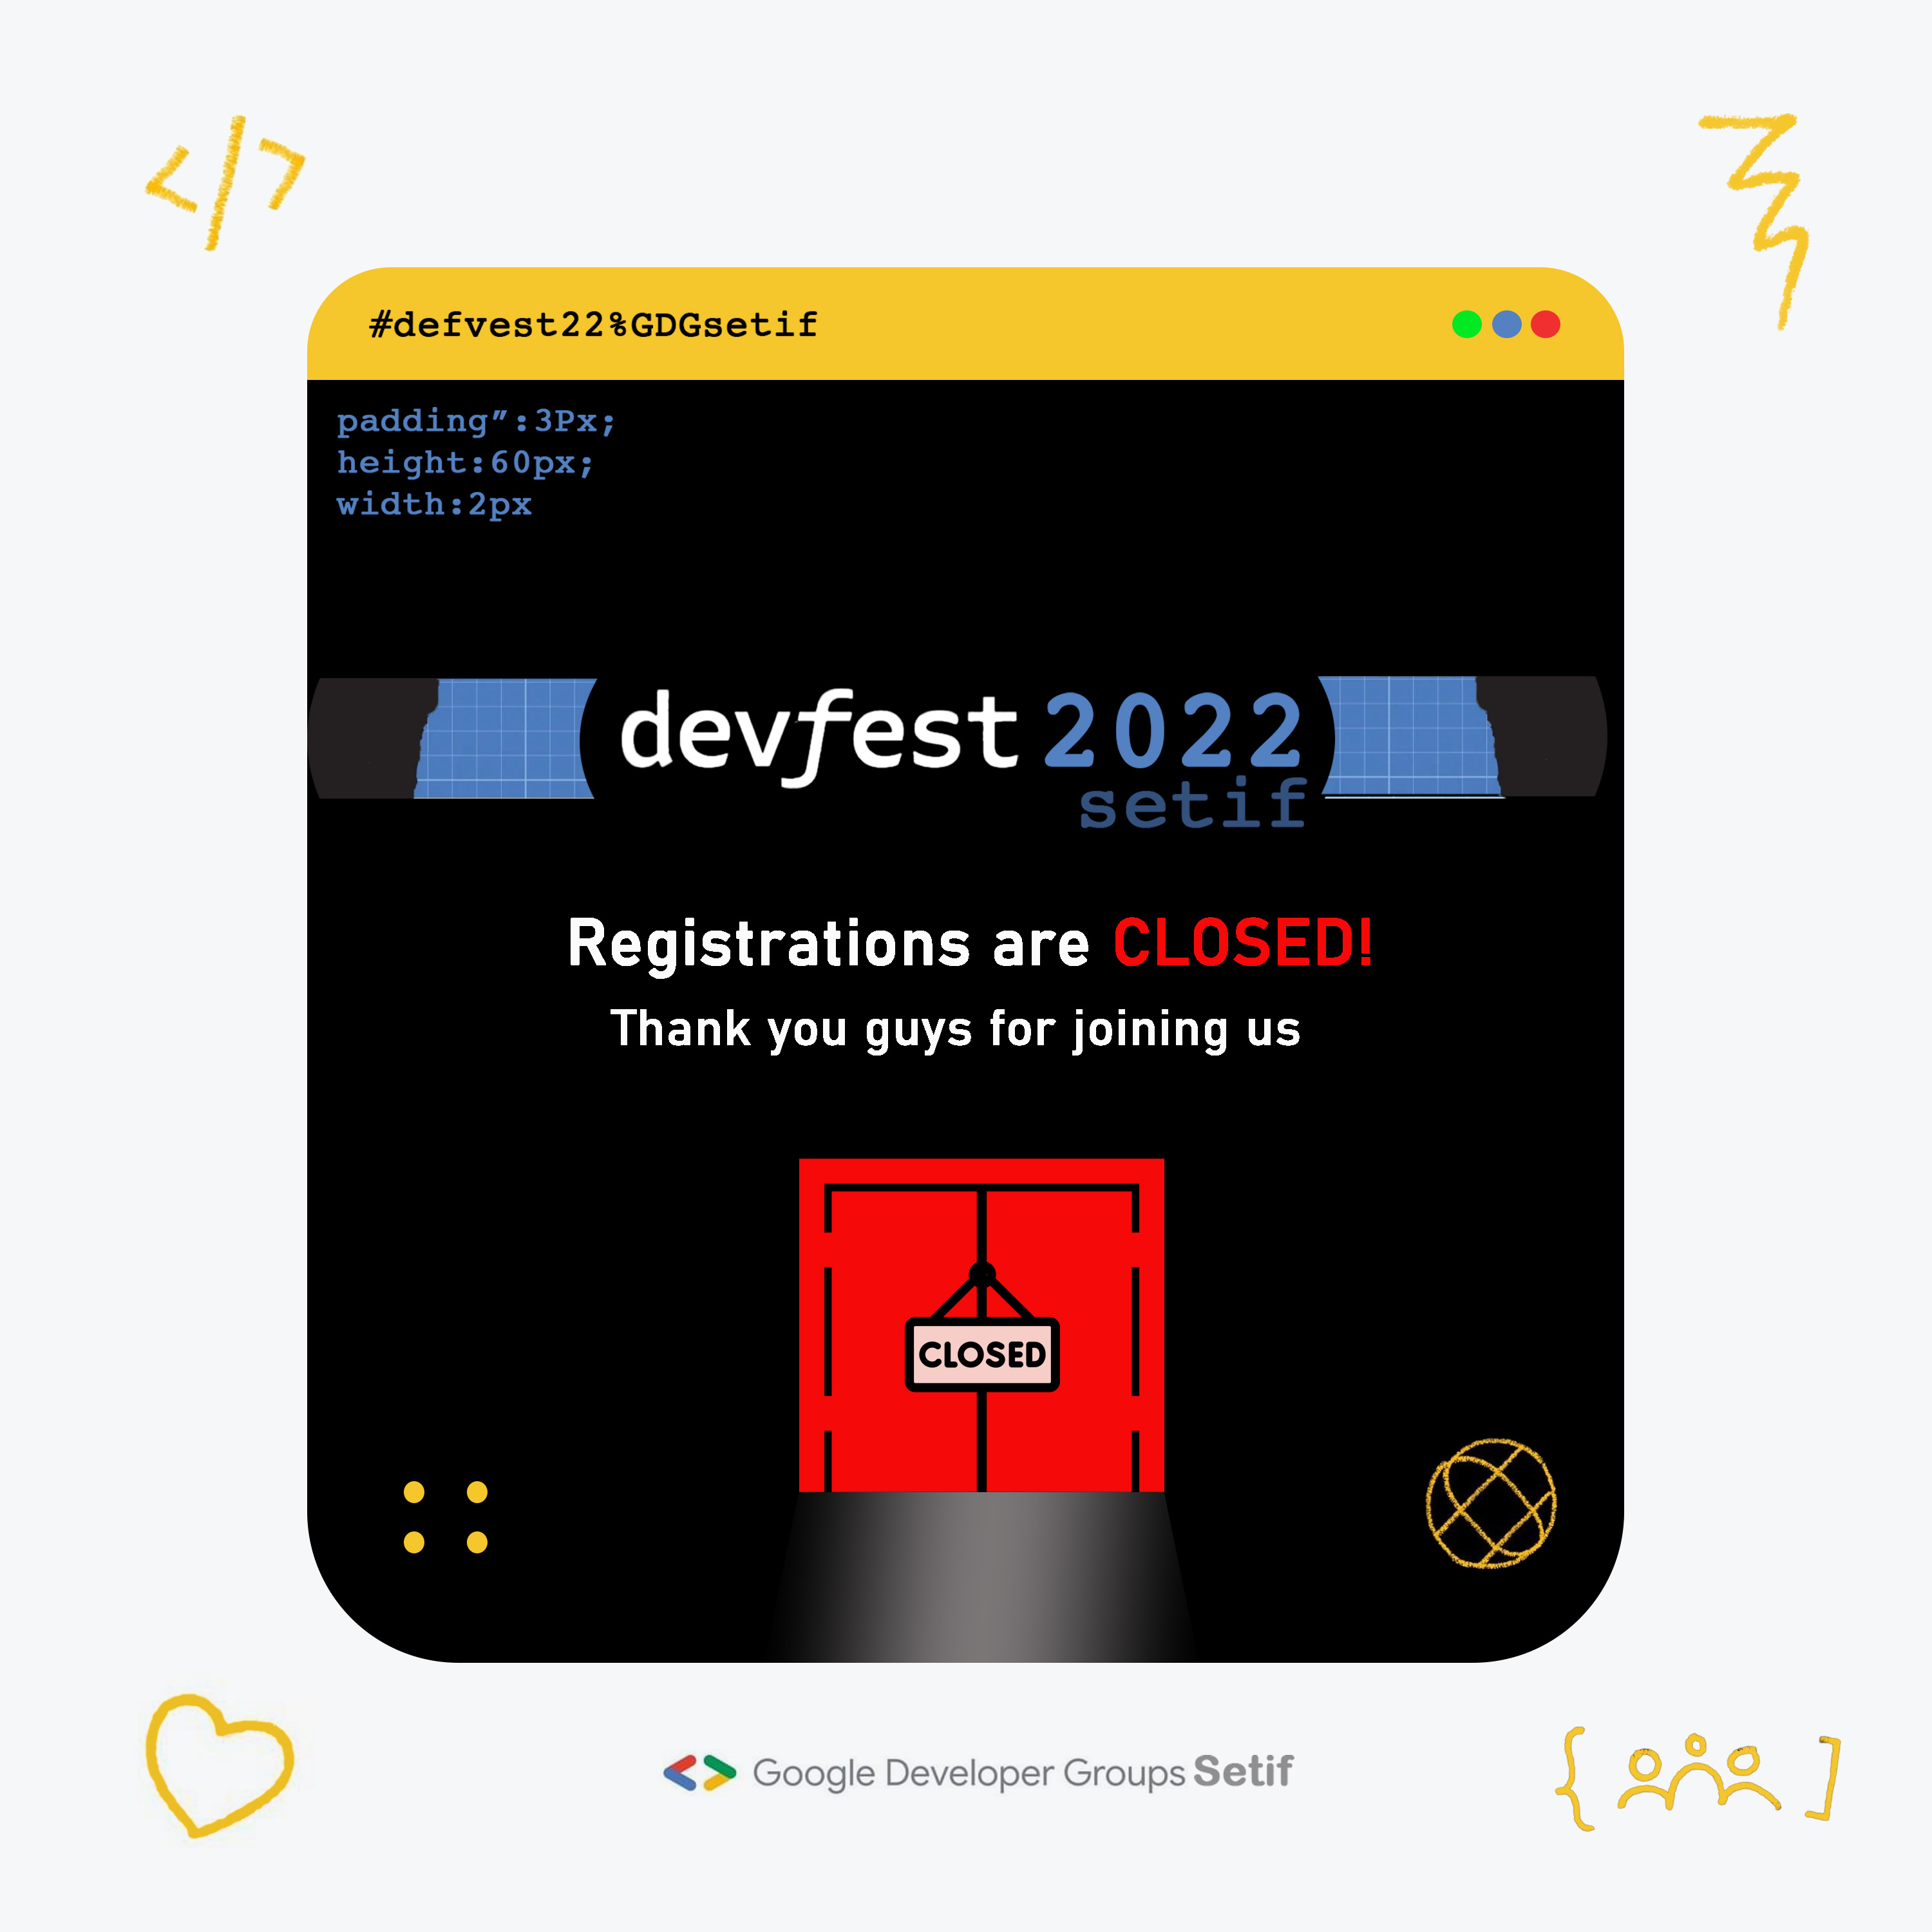 </>
#defvest22%GDGsetif
padding”:3Px;
height:60px;
width:2px
devfest 2022
setif
Registrations are CLOSED!
Thank you guys for joining us
CLOSED
Google Developer Groups Setif